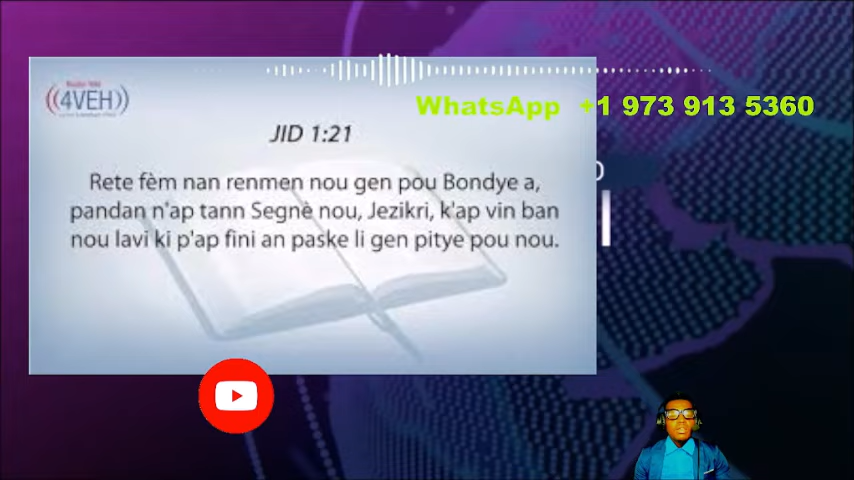 4VEH
WhatsApp +1 973 913 5360
JID 1:21
Rete fèm nan renmen nou gen pou Bondye a,
pandan n'ap tann Segnè nou, Jezikri, k'ap vin ban
nou lavi ki p'ap fini an paske li gen pitye pou nou.